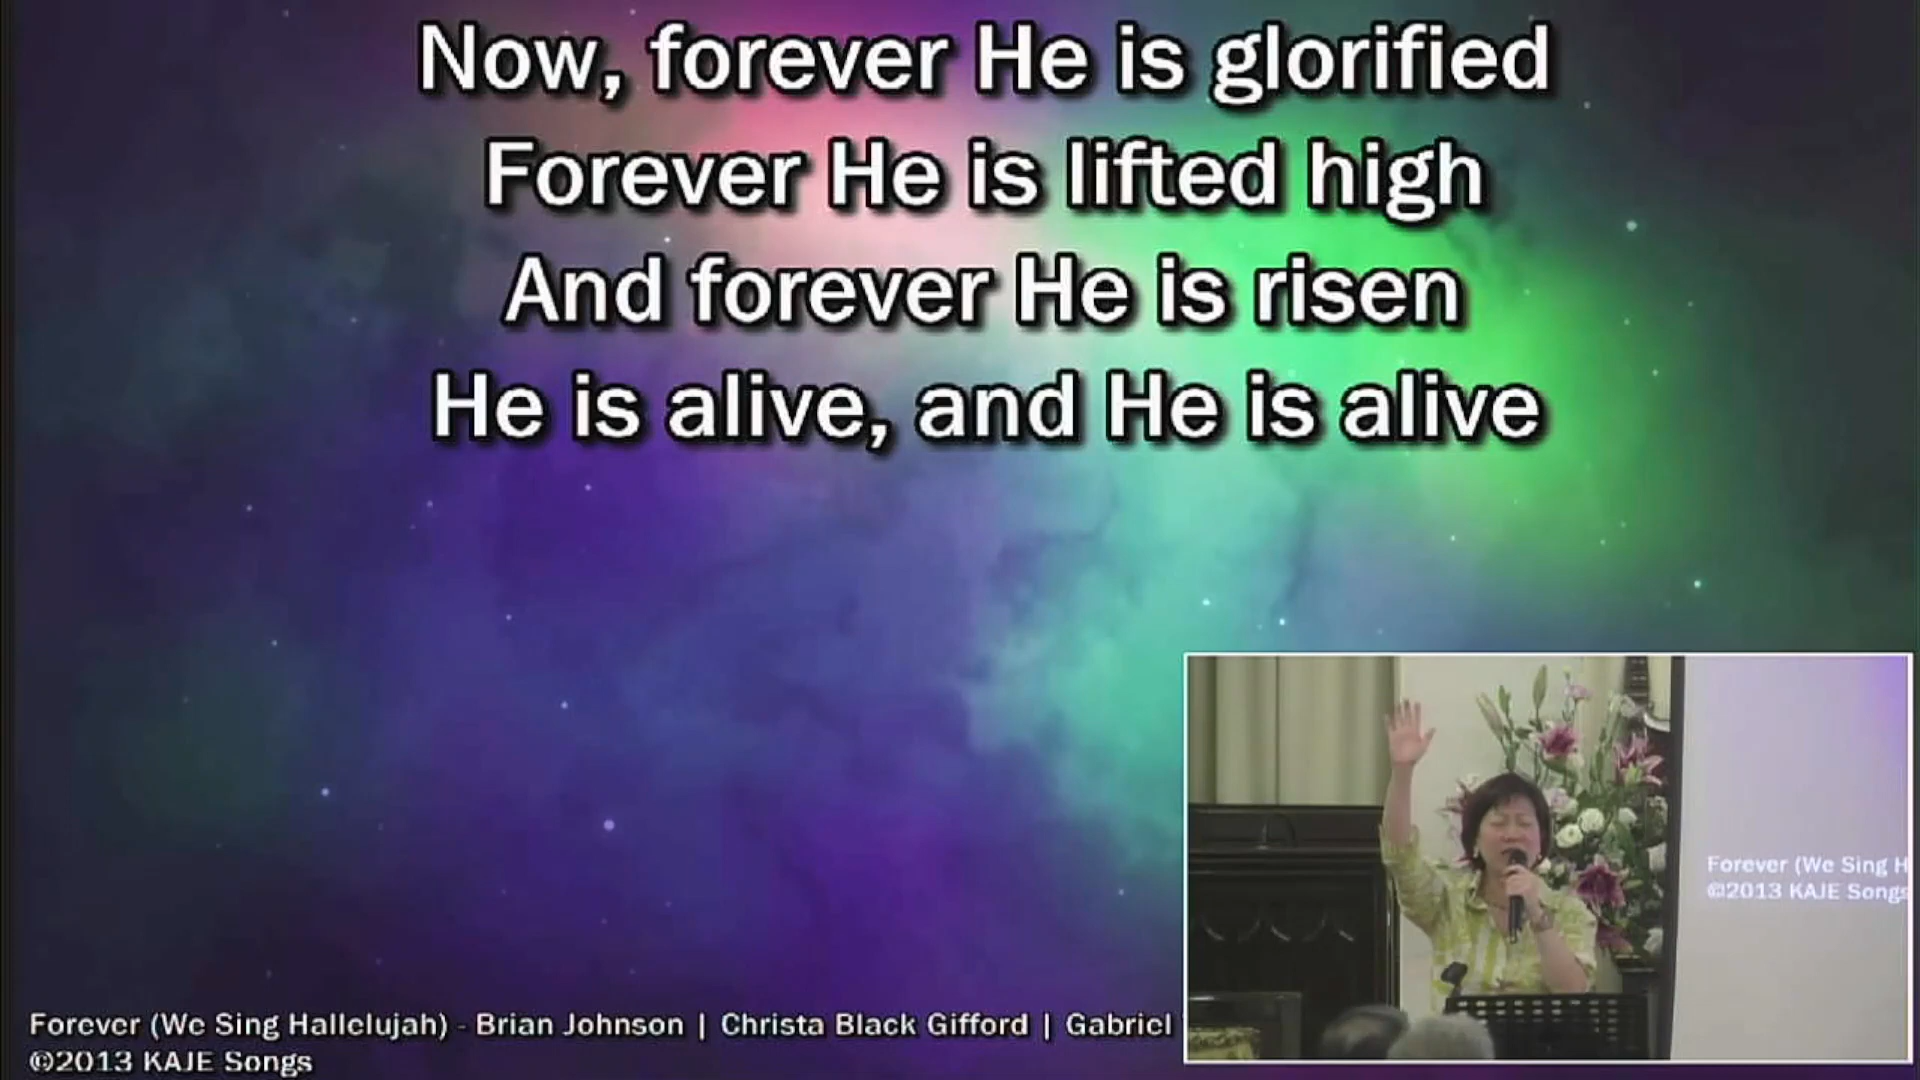 Now, forever He is glorified
Forever He is lifted high
And forever He is risen
He is alive, and He is alive
Forever (We Sing Hallelujah) - Brian Johnson | Christa Black Gifford | Gabriel
©2013 KAJE Songs
Forever (We Sing H
©2013 KAJE Songs